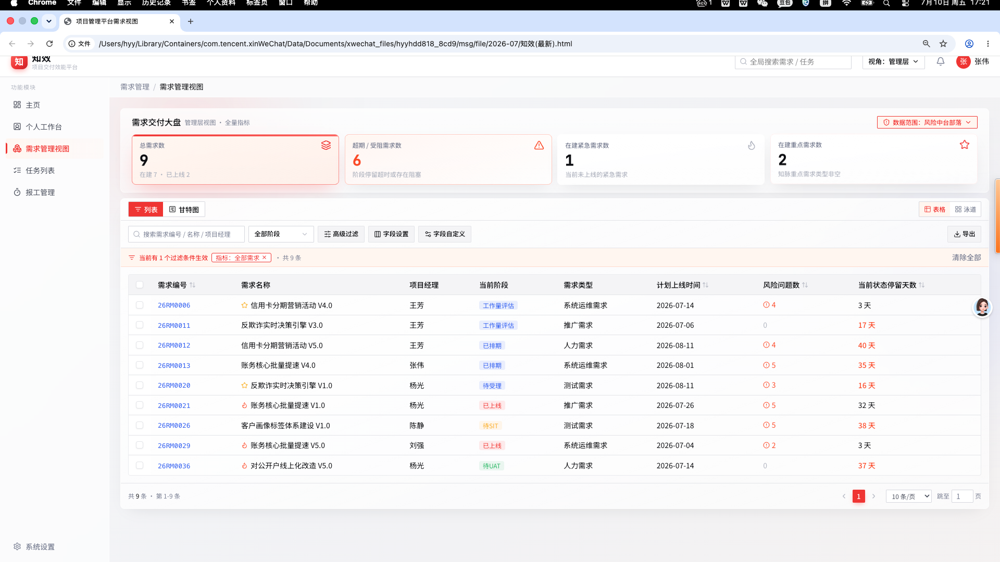 Chrome 文件 编辑 显示 历史记录 书签 个人资料 标签页 窗口 帮助 1 豆包 拼 7月10日 周五 17:21
项目管理平台需求视图
文件 /Users/hyy/Library/Containers/com.tencent.xinWeChat/Data/Documents/xwechat_files/hyyhdd818_8cd9/msg/file/2026-07/知效(最新).html
知 知效
项目交付效能平台
全局搜索需求 / 任务 视角：管理层 张 张伟
功能模块
主页
个人工作台
需求管理视图
任务列表
报工管理
系统设置
需求管理 / 需求管理视图
需求交付大盘 管理层视图 · 全量指标 数据范围：风险中台部落
总需求数
9
在建 7 · 已上线 2
超期 / 受阻需求数
6
阶段停留超时或存在阻塞
在建紧急需求数
1
当前未上线的紧急需求
在建重点需求数
2
知脉重点需求类型非空
列表 甘特图 表格 泳道
搜索需求编号 / 名称 / 项目经理 全部阶段 高级过滤 字段设置 字段自定义 导出
当前有 1 个过滤条件生效 指标：全部需求 × · 共 9 条 清除全部
需求编号 需求名称 项目经理 当前阶段 需求类型 计划上线时间 风险问题数 当前状态停留天数
26RM0006 信用卡分期营销活动 V4.0 王芳 工作量评估 系统运维需求 2026-07-14 4 3 天
26RM0011 反欺诈实时决策引擎 V3.0 王芳 工作量评估 推广需求 2026-07-06 0 17 天
26RM0012 信用卡分期营销活动 V5.0 王芳 已排期 人力需求 2026-08-11 4 40 天
26RM0013 账务核心批量提速 V4.0 张伟 已排期 系统运维需求 2026-08-01 5 35 天
26RM0020 反欺诈实时决策引擎 V1.0 杨光 待受理 测试需求 2026-08-11 3 16 天
26RM0021 账务核心批量提速 V1.0 杨光 已上线 推广需求 2026-07-26 5 32 天
26RM0026 客户画像标签体系建设 V1.0 陈静 待SIT 测试需求 2026-07-18 5 38 天
26RM0029 账务核心批量提速 V5.0 刘强 已上线 系统运维需求 2026-07-04 2 3 天
26RM0036 对公开户线上化改造 V5.0 杨光 待UAT 人力需求 2026-07-14 0 37 天
共 9 条 · 第 1-9 条 1 10 条/页 跳至 1 页